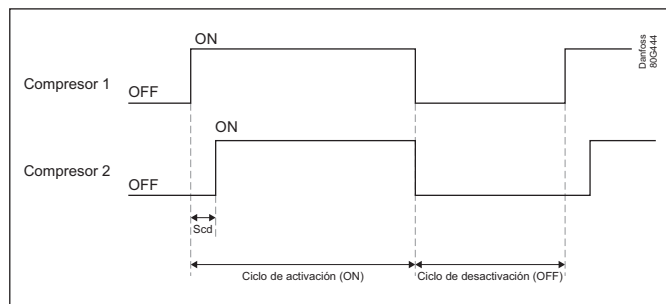 ON
Danfoss
80G444
Compresor 1
OFF
ON
Compresor 2
OFF
Scd
Ciclo de activación (ON)
Ciclo de desactivación (OFF)